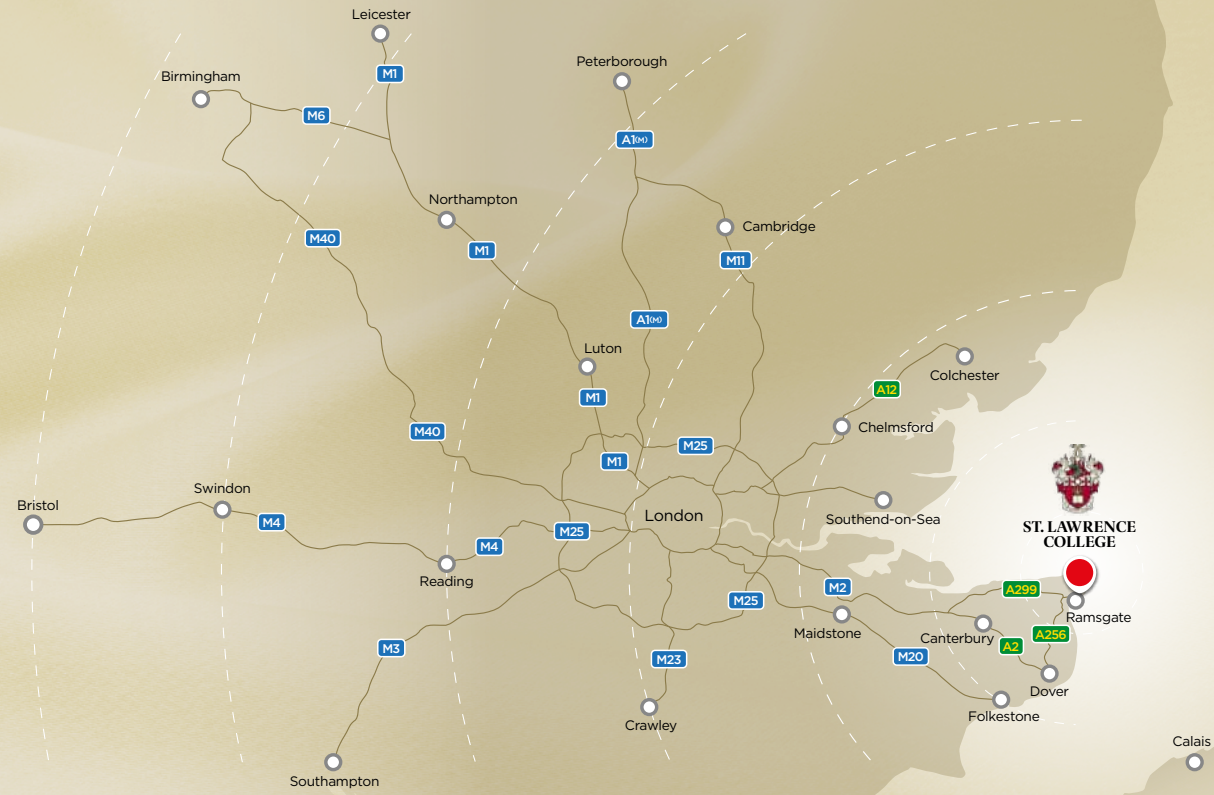 Leicester
Peterborough
Birmingham
M1
M6
A1(M)
Northampton
Cambridge
M40
M1
M11
A1(M)
Luton
Colchester
A12
M1
Chelmsford
M40
M25
M1
Swindon
Bristol
M4
London
Southend-on-Sea
ST. LAWRENCE
COLLEGE
M25
M4
Reading
M2
A299
M25
Ramsgate
Maidstone
Canterbury
A256
A2
M3
M20
M23
Dover
Folkestone
Crawley
Calais
Southampton